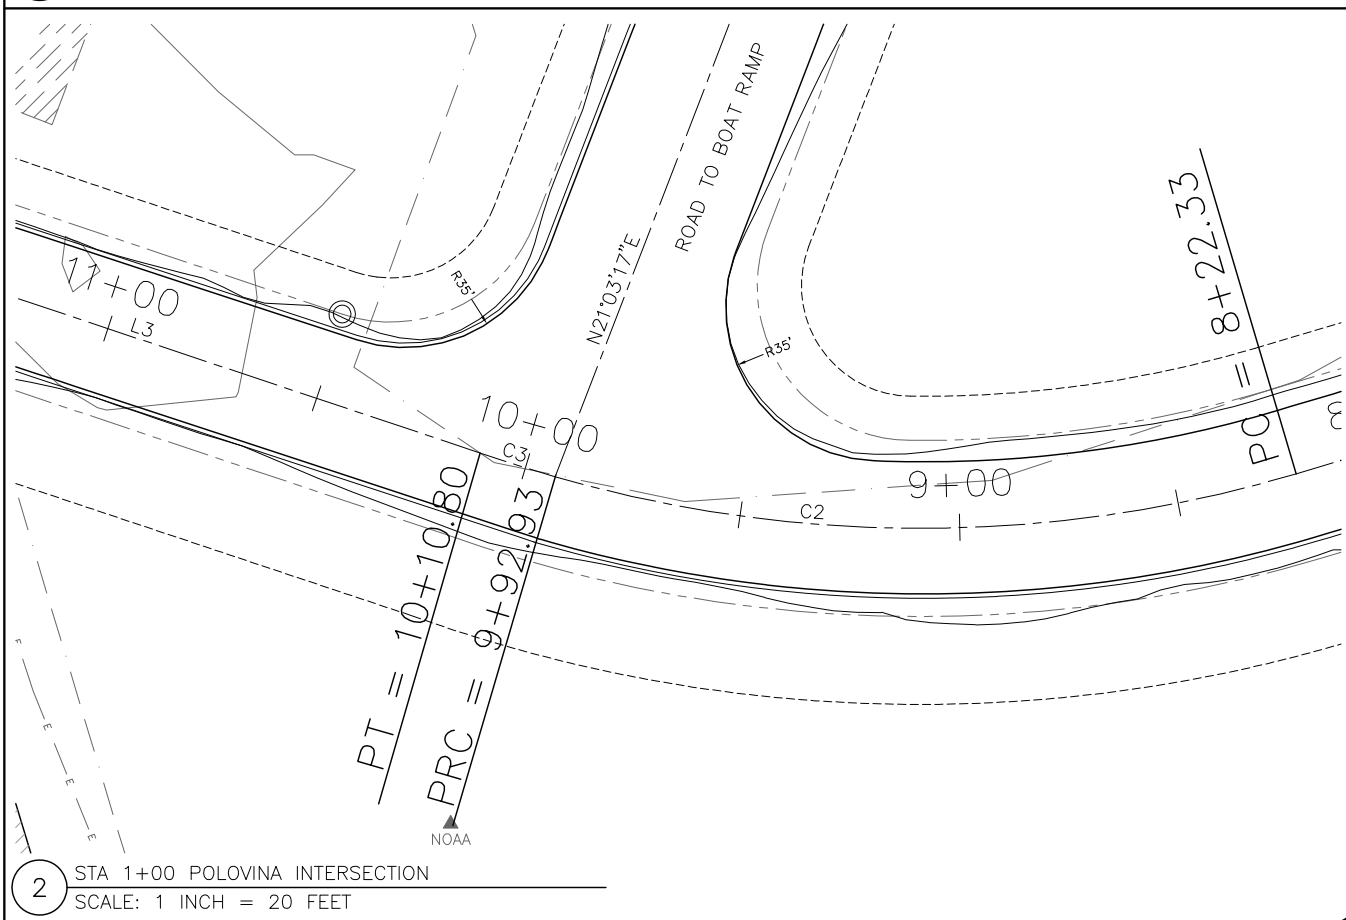 ROAD TO BOAT RAMP
N21°03'17"E
R35'
R35'
11+00
L3
10+00
C3
9+00
C2
8
PC = 8+22.33
PT = 10+10.80
PRC = 9+92.93
E
E
E
E
NOAA
2
STA 1+00 POLOVINA INTERSECTION
SCALE: 1 INCH = 20 FEET